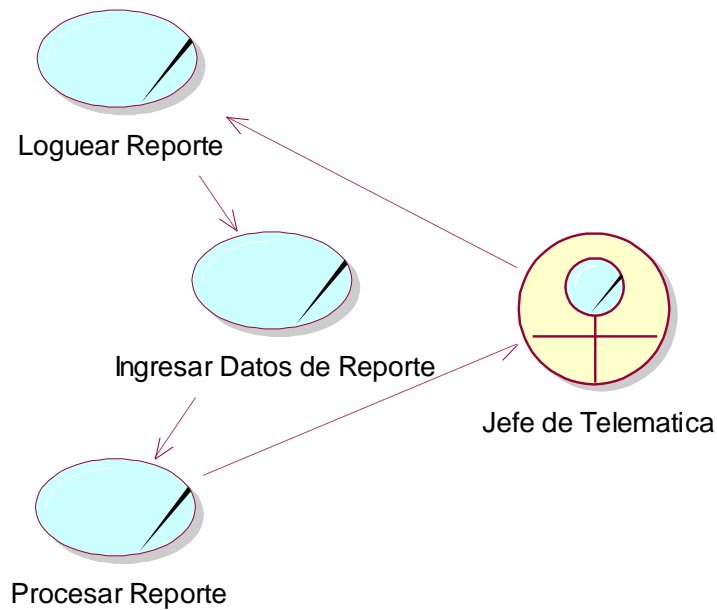 Loguear Reporte
Ingresar Datos de Reporte
Jefe de Telematica
Procesar Reporte